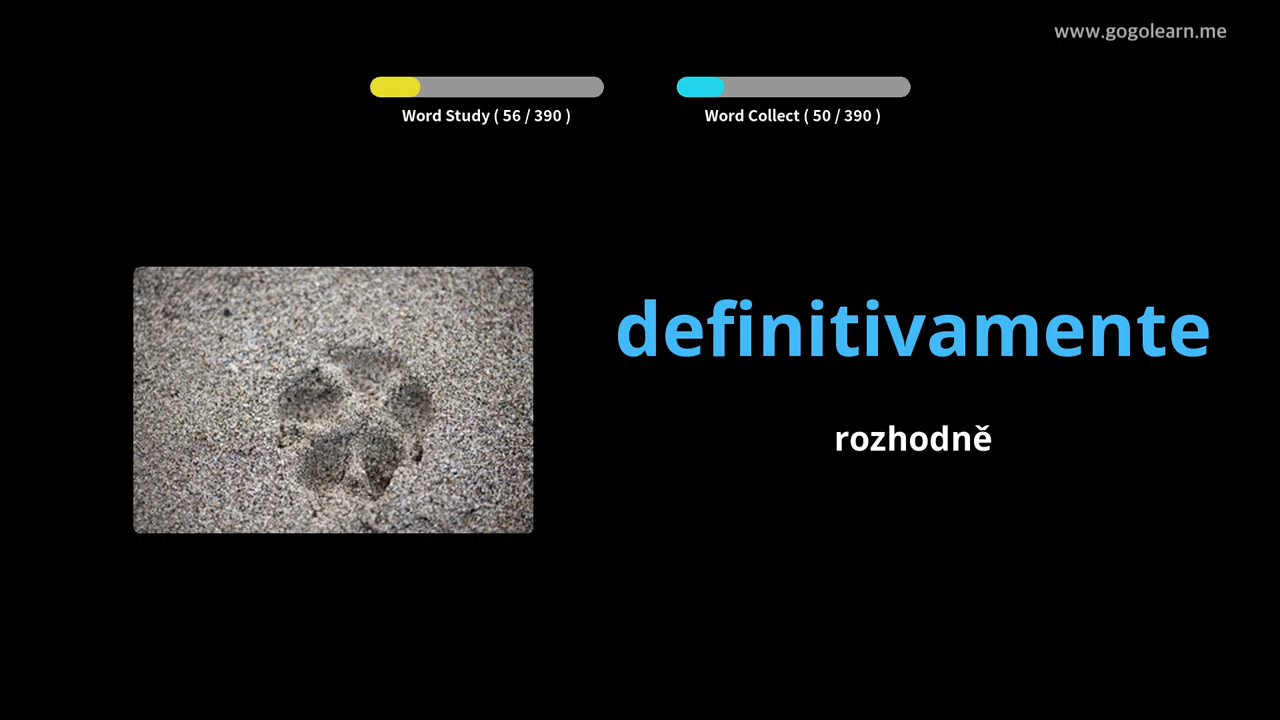 www.gogolearn.me
Word Study ( 56 / 390 )
Word Collect ( 50 / 390 )
definitivamente
rozhodně